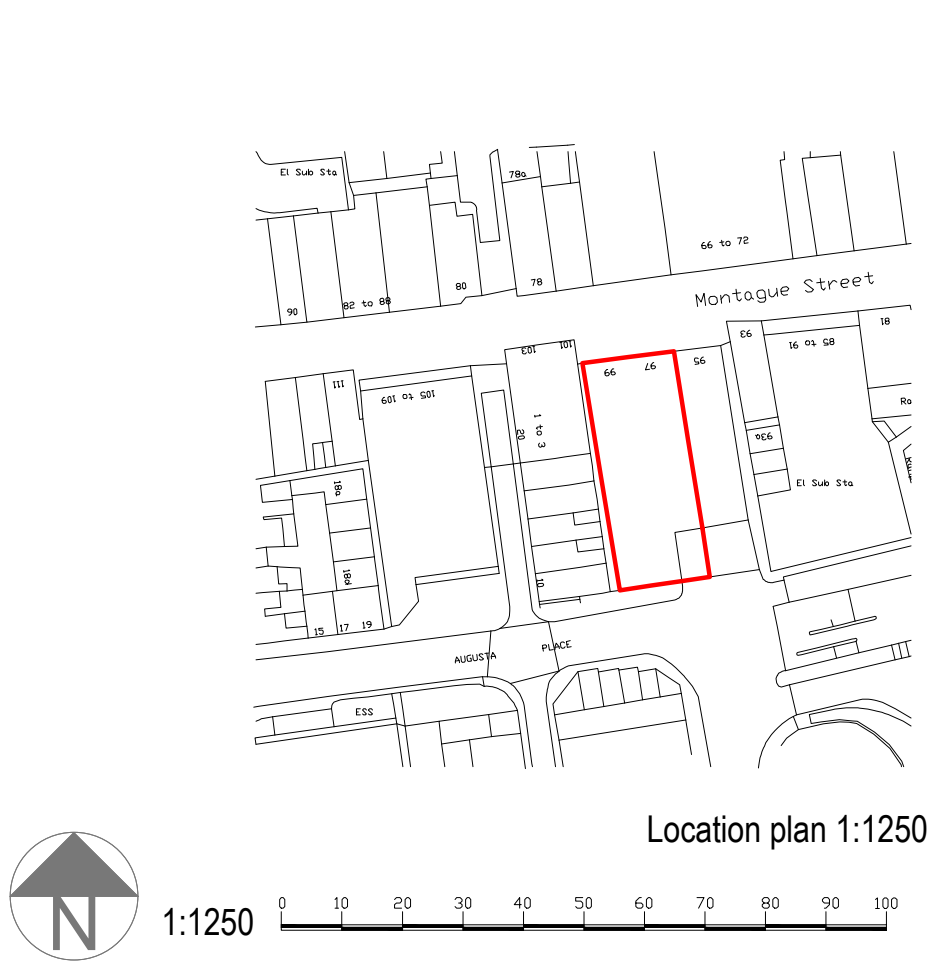 El Sub Sta
78a
66 to 72
Montague Street
90
82 to 88
80
78
81
93
85 to 91
103
101
99
97
95
111
105 to 109
1 to 3
20
93a
Ro
18a
El Sub Sta
18d
10
15
17
19
AUGUSTA PLACE
ESS
Location plan 1:1250
N
1:1250
0 10 20 30 40 50 60 70 80 90 100